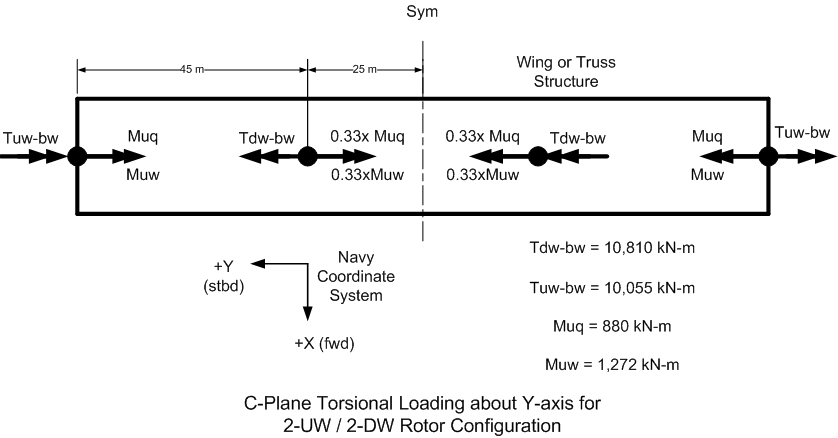 Sym
45 m
25 m
Wing or Truss
Structure
Tuw-bw
Muq
Muw
Tdw-bw
0.33x Muq
0.33xMuw
0.33x Muq
0.33xMuw
Tdw-bw
Muq
Muw
Tuw-bw
+Y
(stbd)
Navy
Coordinate
System
+X (fwd)
Tdw-bw = 10,810 kN-m
Tuw-bw = 10,055 kN-m
Muq = 880 kN-m
Muw = 1,272 kN-m
C-Plane Torsional Loading about Y-axis for
2-UW / 2-DW Rotor Configuration